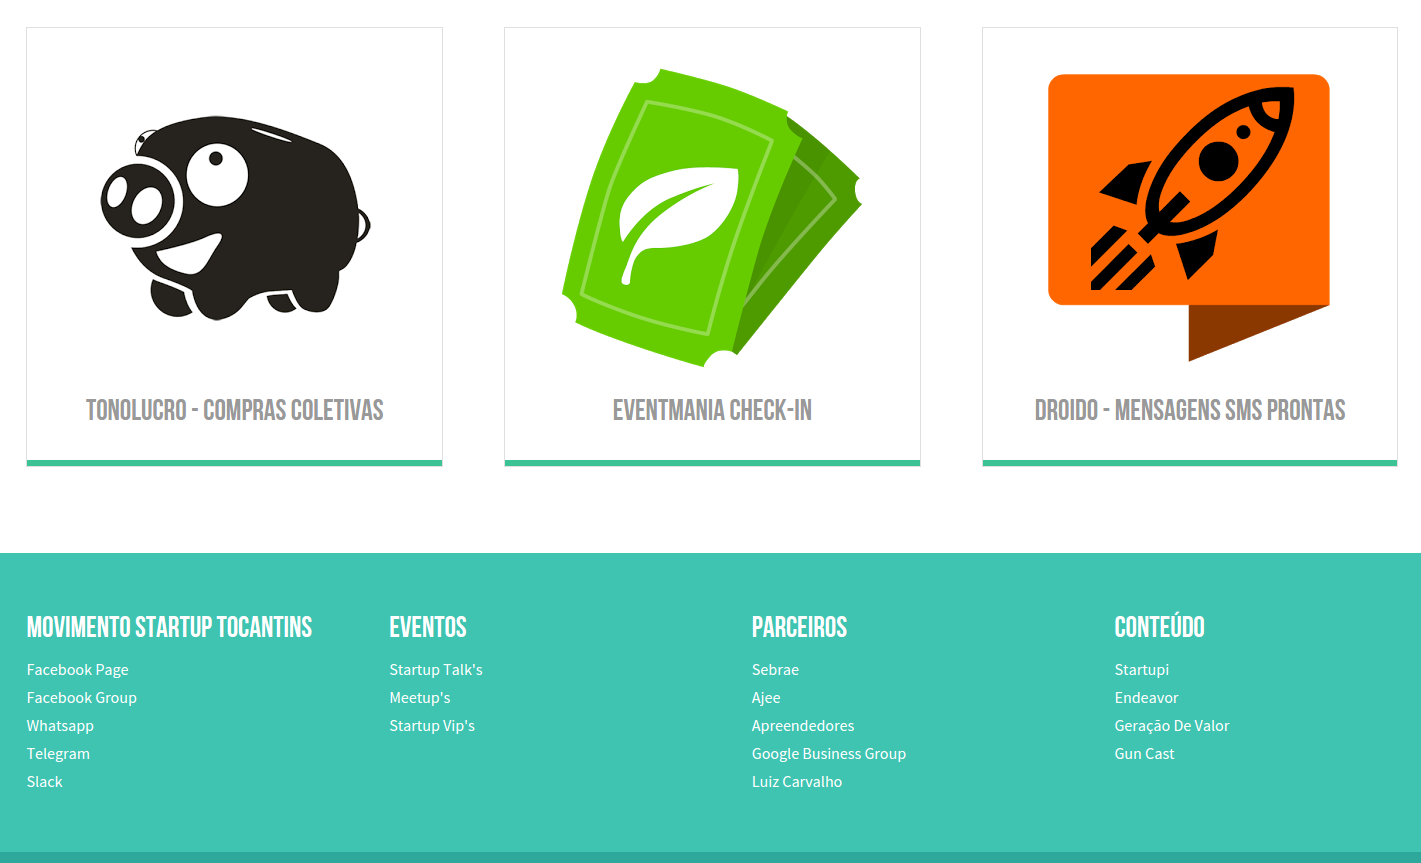 TONOLUCRO - COMPRAS COLETIVAS
EVENTMANIA CHECK-IN
DROIDO - MENSAGENS SMS PRONTAS
MOVIMENTO STARTUP TOCANTINS
Facebook Page
Facebook Group
Whatsapp
Telegram
Slack
EVENTOS
Startup Talk's
Meetup's
Startup Vip's
PARCEIROS
Sebrae
Ajee
Apreendedores
Google Business Group
Luiz Carvalho
CONTEÚDO
Startupi
Endeavor
Geração De Valor
Gun Cast